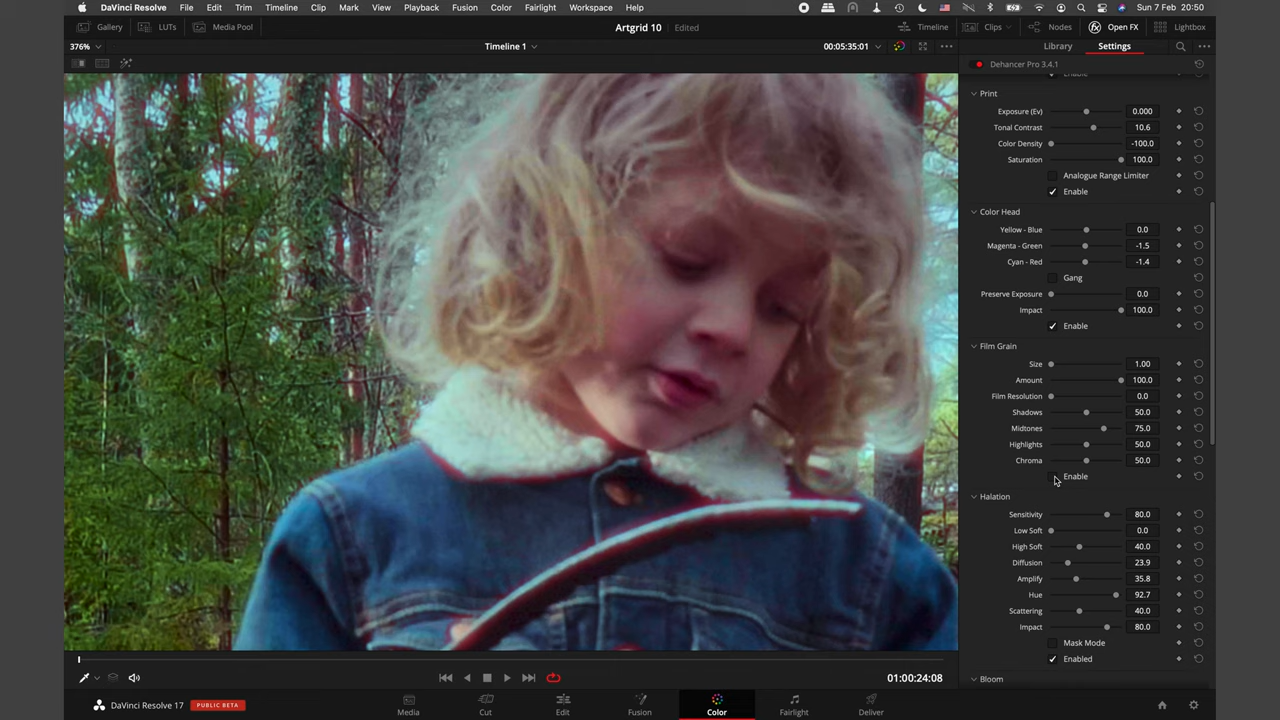 DaVinci Resolve File Edit Trim Timeline Clip Mark View Playback Fusion Color Fairlight Workspace Help Sun 7 Feb 20:50
Gallery LUTs Media Pool Artgrid 10 Edited Timeline Clips Nodes Open FX Lightbox
376% Timeline 1 00:05:35:01 Library Settings
Dehancer Pro 3.4.1
Enable
Print
Exposure (Ev) 0.000
Tonal Contrast 10.6
Color Density -100.0
Saturation 100.0
Analogue Range Limiter
Enable
Color Head
Yellow - Blue 0.0
Magenta - Green -1.5
Cyan - Red -1.4
Gang
Preserve Exposure 0.0
Impact 100.0
Enable
Film Grain
Size 1.00
Amount 100.0
Film Resolution 0.0
Shadows 50.0
Midtones 75.0
Highlights 50.0
Chroma 50.0
Enable
Halation
Sensitivity 80.0
Low Soft 0.0
High Soft 40.0
Diffusion 23.9
Amplify 35.8
Hue 92.7
Scattering 40.0
Impact 80.0
Mask Mode
Enabled
Bloom
01:00:24:08
DaVinci Resolve 17 PUBLIC BETA Media Cut Edit Fusion Color Fairlight Deliver